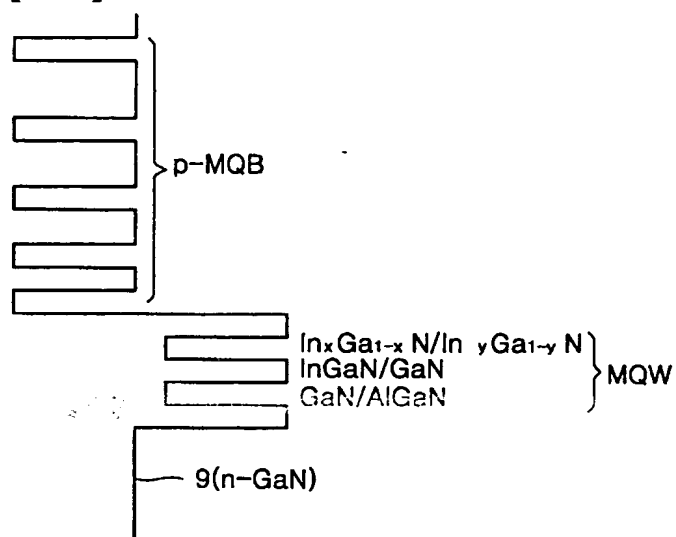 p-MQB
InxGa1-x N/In yGa1-y N
InGaN/GaN
GaN/AlGaN
MQW
9(n-GaN)